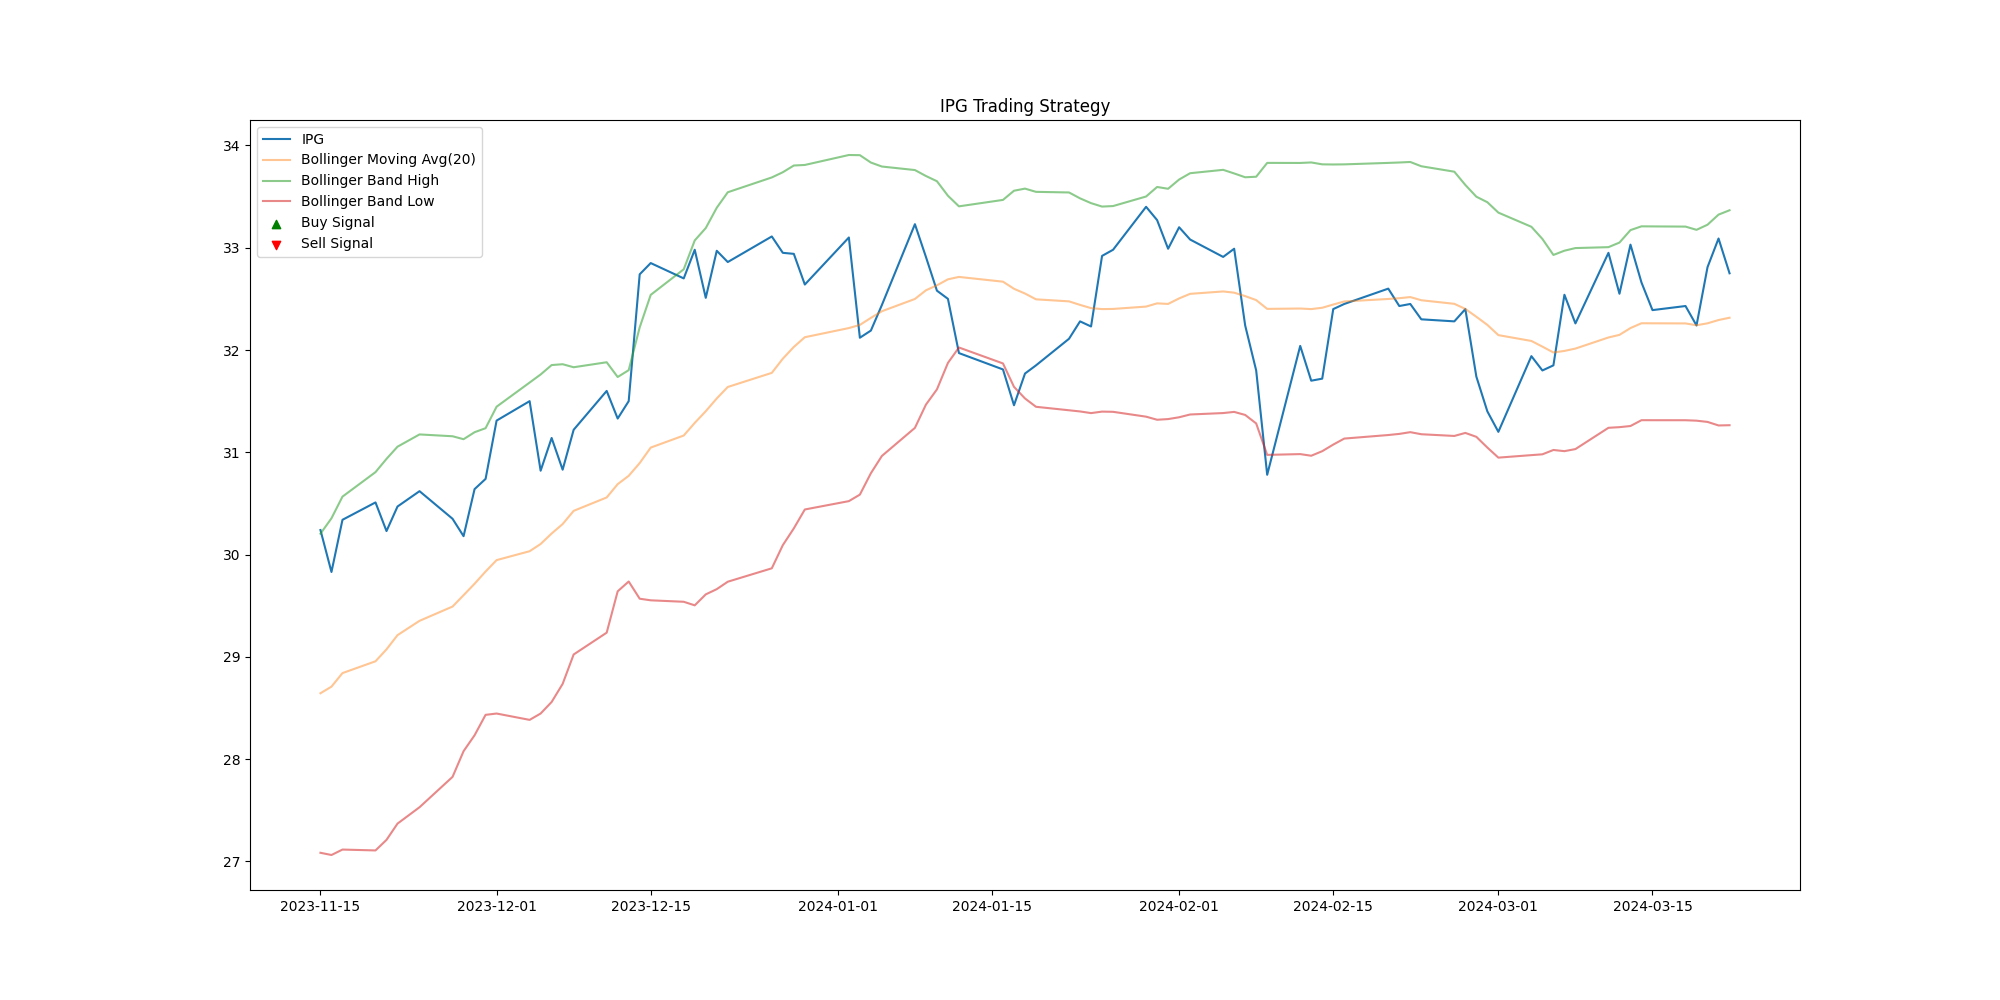 IPG Trading Strategy
IPG
Bollinger Moving Avg(20)
Bollinger Band High
Bollinger Band Low
Buy Signal
Sell Signal
34
33
32
31
30
29
28
27
2023-11-15
2023-12-01
2023-12-15
2024-01-01
2024-01-15
2024-02-01
2024-02-15
2024-03-01
2024-03-15